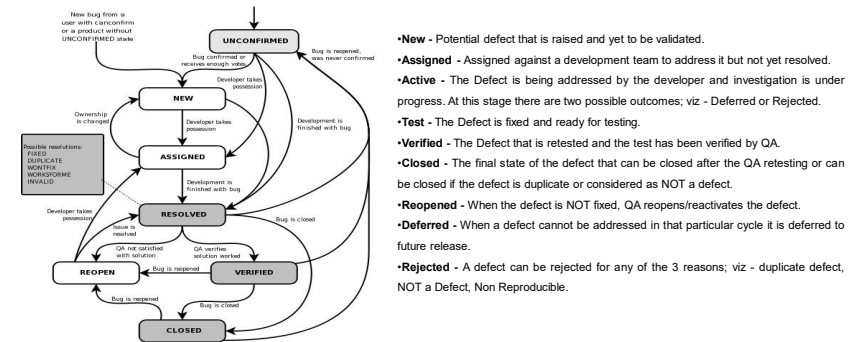 New bug from a
user with canconfirm
or a product without
UNCONFIRMED state
UNCONFIRMED
Bug confirmed or
receives enough votes
Bug is reopened,
was never confirmed
Developer takes
possession
NEW
Ownership
is changed
Developer takes
possession
Development is
finished with bug
Possible resolutions:
FIXED
DUPLICATE
WONTFIX
WORKSFORME
INVALID
ASSIGNED
Development is
finished with bug
Developer takes
possession
RESOLVED
Issue is
resolved
Bug is closed
QA not satisfied
with solution
QA verifies
solution worked
REOPEN
Bug is reopened
VERIFIED
Bug is reopened
Bug is closed
CLOSED
•New - Potential defect that is raised and yet to be validated.
•Assigned - Assigned against a development team to address it but not yet resolved.
•Active - The Defect is being addressed by the developer and investigation is under
progress. At this stage there are two possible outcomes; viz - Deferred or Rejected.
•Test - The Defect is fixed and ready for testing.
•Verified - The Defect that is retested and the test has been verified by QA.
•Closed - The final state of the defect that can be closed after the QA retesting or can
be closed if the defect is duplicate or considered as NOT a defect.
•Reopened - When the defect is NOT fixed, QA reopens/reactivates the defect.
•Deferred - When a defect cannot be addressed in that particular cycle it is deferred to
future release.
•Rejected - A defect can be rejected for any of the 3 reasons; viz - duplicate defect,
NOT a Defect, Non Reproducible.